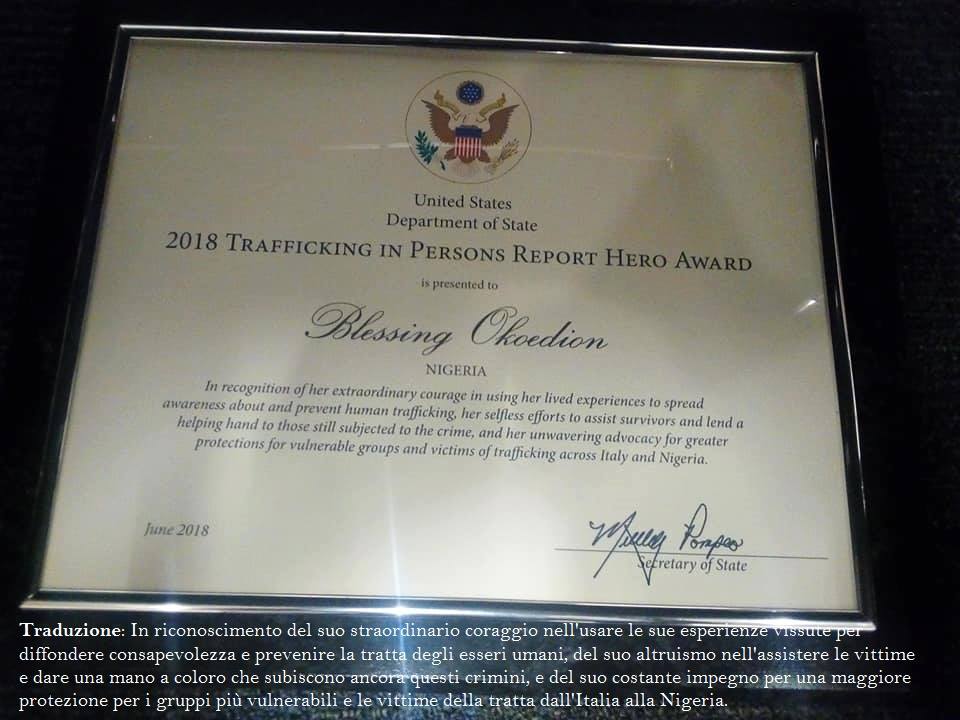 United States
Department of State
2018 Trafficking in Persons Report Hero Award
is presented to
Blessing Okoedion
NIGERIA
In recognition of her extraordinary courage in using her lived experiences to spread
awareness about and prevent human trafficking, her selfless efforts to assist survivors and lend a
helping hand to those still subjected to the crime, and her unwavering advocacy for greater
protections for vulnerable groups and victims of trafficking across Italy and Nigeria.
June 2018
Secretary of State
Traduzione: In riconoscimento del suo straordinario coraggio nell'usare le sue esperienze vissute per
diffondere consapevolezza e prevenire la tratta degli esseri umani, del suo altruismo nell'assistere le vittime
e dare una mano a coloro che subiscono ancora questi crimini, e del suo costante impegno per una maggiore
protezione per i gruppi più vulnerabili e le vittime della tratta dall'Italia alla Nigeria.